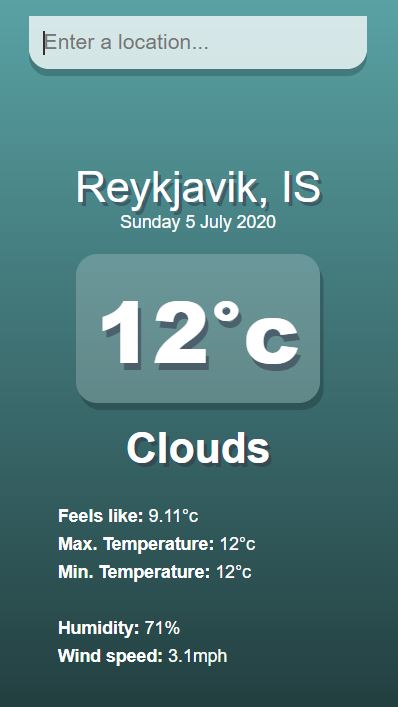 Enter a location...
Reykjavik, IS
Sunday 5 July 2020
12°c
Clouds
Feels like: 9.11°c
Max. Temperature: 12°c
Min. Temperature: 12°c
Humidity: 71%
Wind speed: 3.1mph